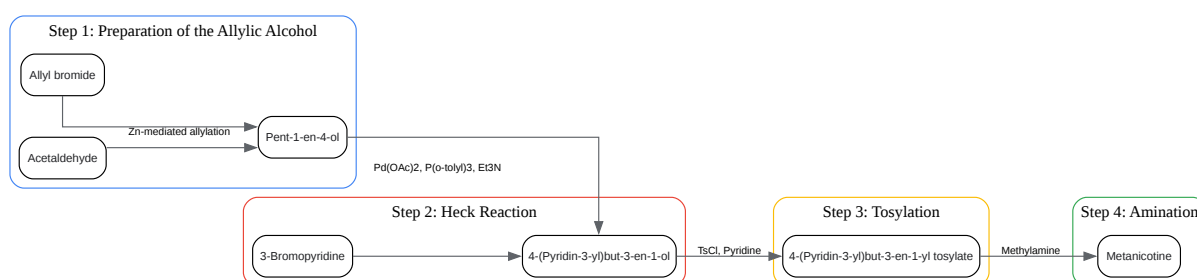 Step 1: Preparation of the Allylic Alcohol
Allyl bromide
Zn-mediated allylation
Pent-1-en-4-ol
Acetaldehyde
Pd(OAc)2, P(o-tolyl)3, Et3N
Step 2: Heck Reaction
3-Bromopyridine
4-(Pyridin-3-yl)but-3-en-1-ol
TsCl, Pyridine
Step 3: Tosylation
4-(Pyridin-3-yl)but-3-en-1-yl tosylate
Methylamine
Step 4: Amination
Metanicotine